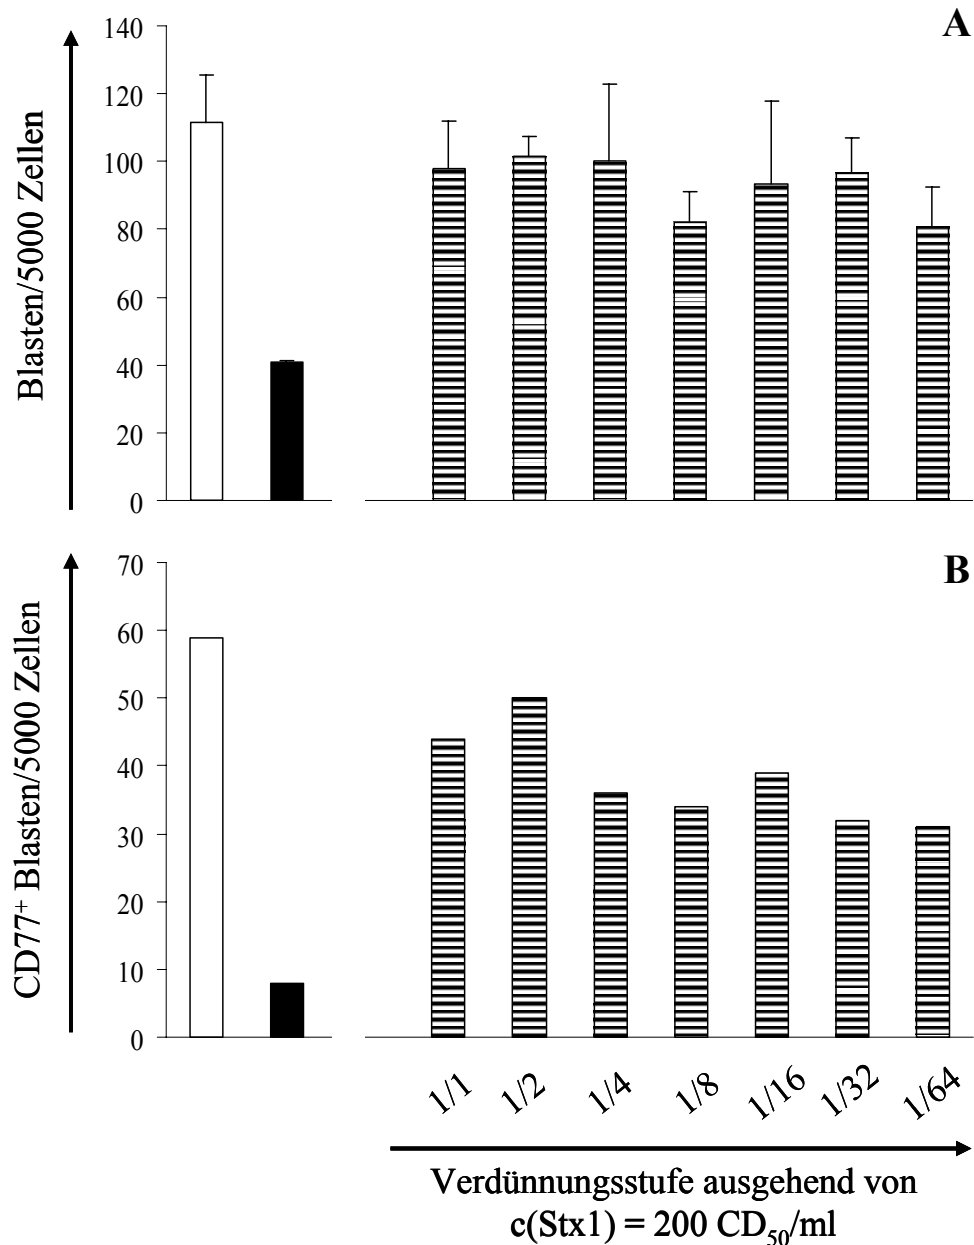 A
Blasten/5000 Zellen
140
120
100
80
60
40
20
0
B
CD77⁺ Blasten/5000 Zellen
70
60
50
40
30
20
10
0
1/1 1/2 1/4 1/8 1/16 1/32 1/64
Verdünnungsstufe ausgehend von
c(Stx1) = 200 CD₅₀/ml